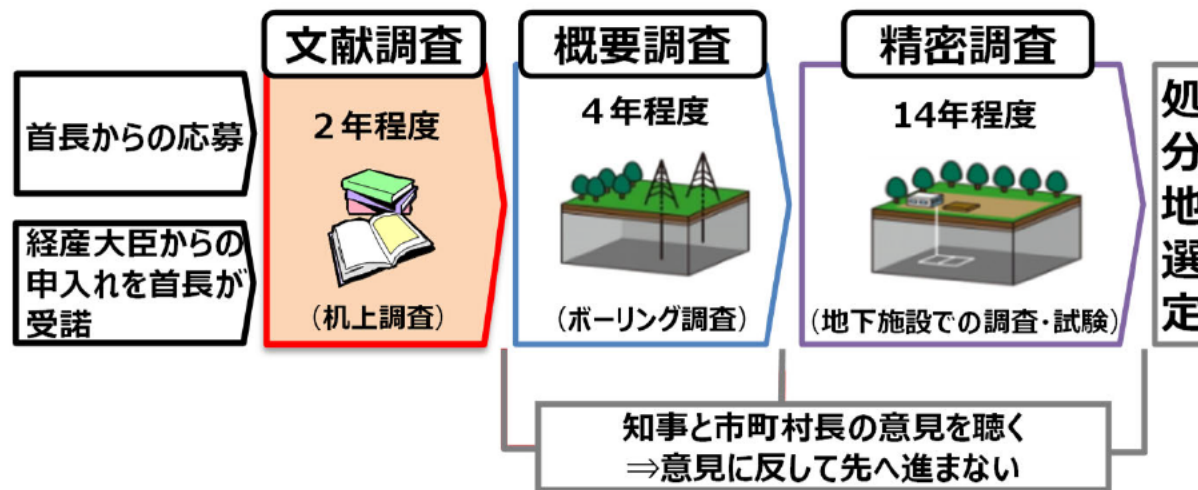 首長からの応募
経産大臣からの
申入れを首長が
受諾
文献調査
２年程度
（机上調査）
概要調査
４年程度
（ボーリング調査）
精密調査
14年程度
（地下施設での調査・試験）
処
分
地
選
定
知事と市町村長の意見を聴く
⇒意見に反して先へ進まない